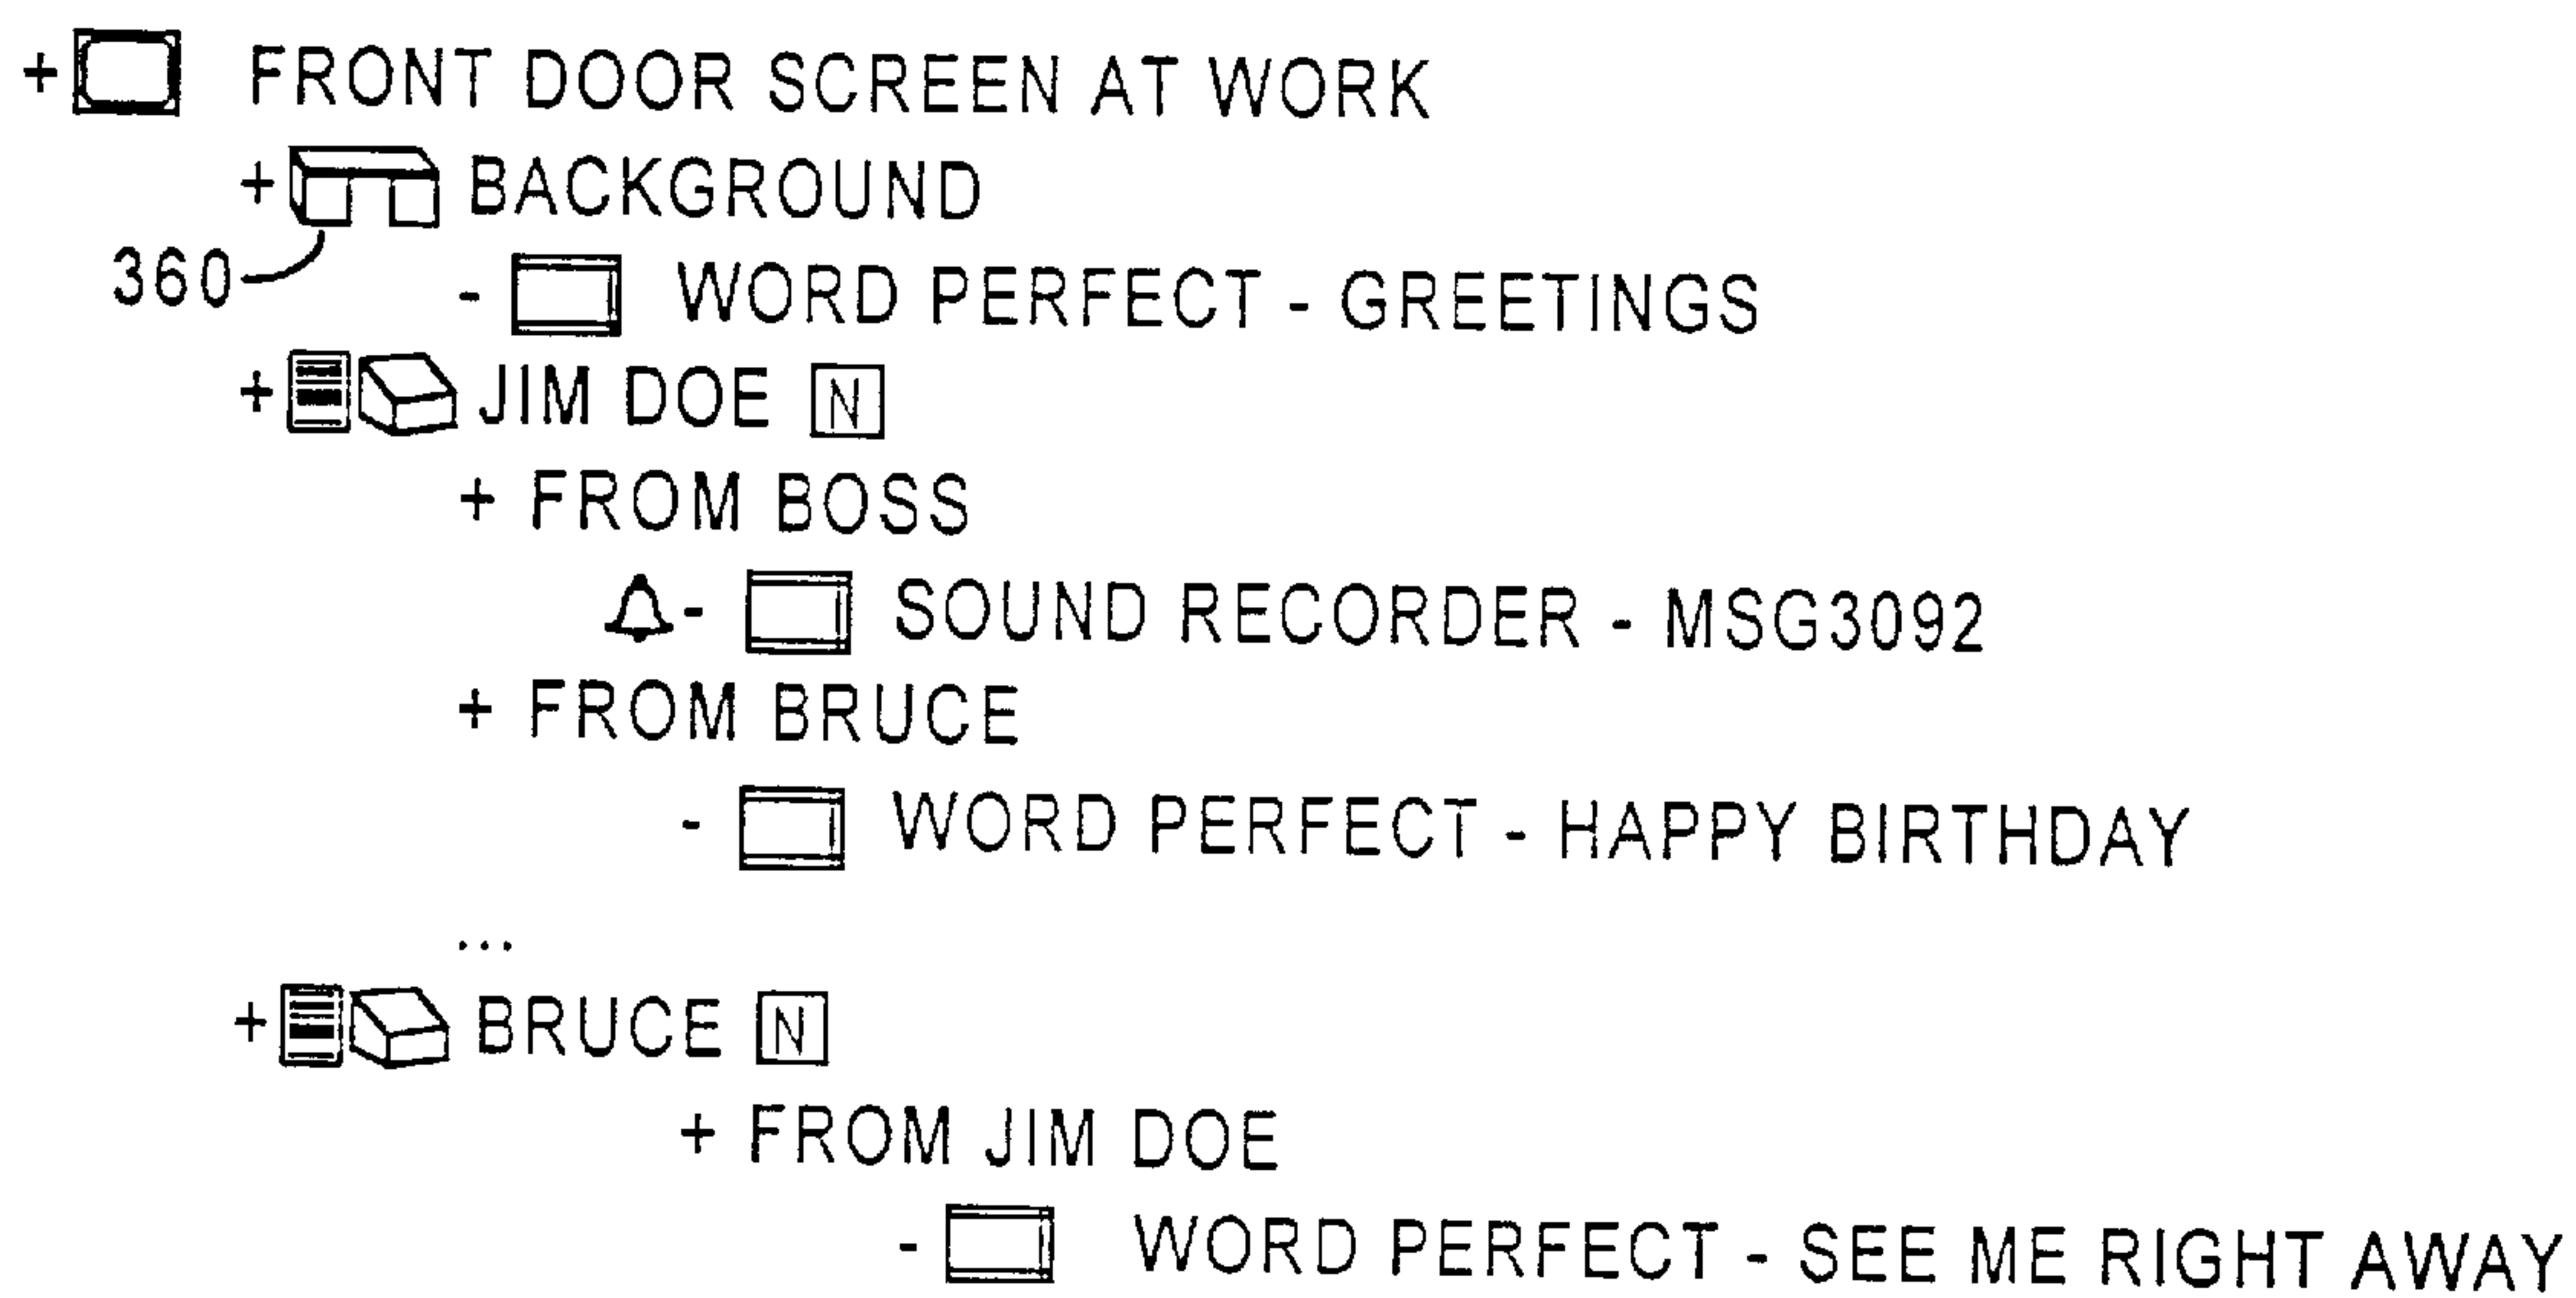 + FRONT DOOR SCREEN AT WORK
+ BACKGROUND
360
- WORD PERFECT - GREETINGS
+ JIM DOE N
+ FROM BOSS
- SOUND RECORDER - MSG3092
+ FROM BRUCE
- WORD PERFECT - HAPPY BIRTHDAY
...
+ BRUCE N
+ FROM JIM DOE
- WORD PERFECT - SEE ME RIGHT AWAY